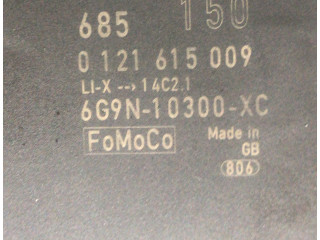 685 150
0 121 615 009
LI-X --> 14C2.1
6G9N-10300-XC
FoMoCo Made in
GB
806